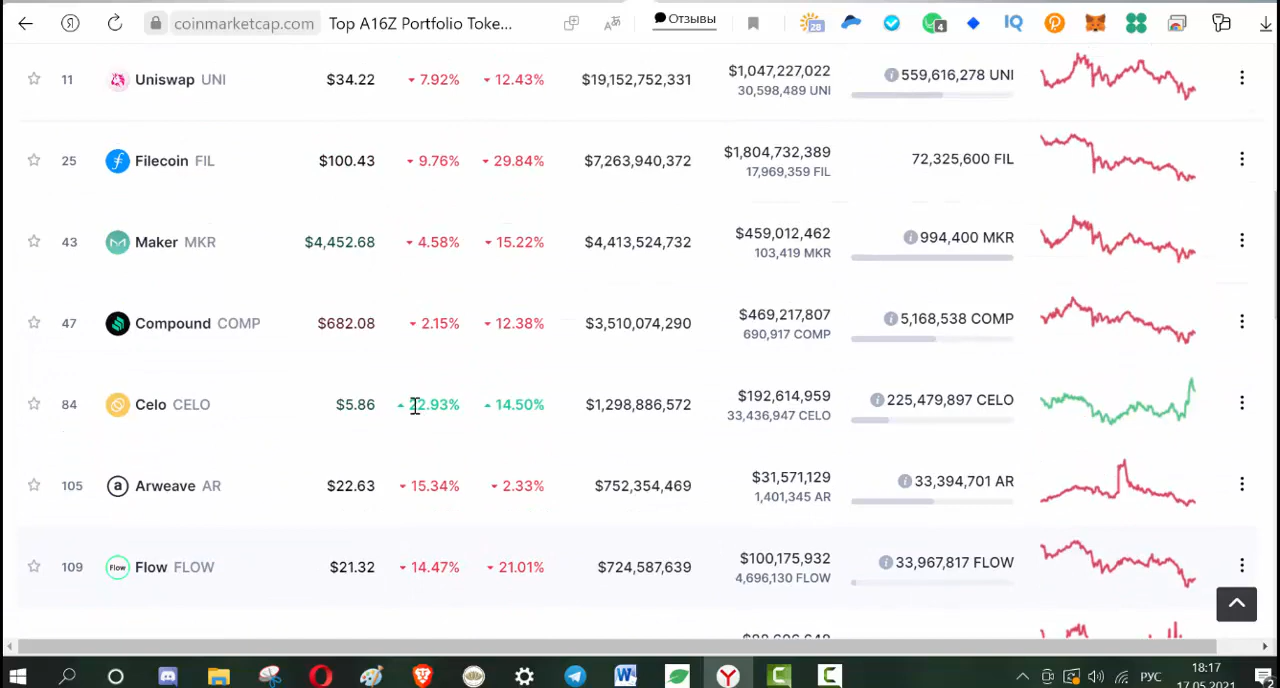 coinmarketcap.com Top A16Z Portfolio Toke... Отзывы 28 4 IQ
11 Uniswap UNI $34.22 7.92% 12.43% $19,152,752,331 $1,047,227,022 559,616,278 UNI
30,598,489 UNI
25 Filecoin FIL $100.43 9.76% 29.84% $7,263,940,372 $1,804,732,389 72,325,600 FIL
17,969,359 FIL
43 Maker MKR $4,452.68 4.58% 15.22% $4,413,524,732 $459,012,462 994,400 MKR
103,419 MKR
47 Compound COMP $682.08 2.15% 12.38% $3,510,074,290 $469,217,807 5,168,538 COMP
690,917 COMP
84 Celo CELO $5.86 14.50% $1,298,886,572 $192,614,959 225,479,897 CELO
33,436,947 CELO
105 Arweave AR $22.63 15.34% 2.33% $752,354,469 $31,571,129 33,394,701 AR
1,401,345 AR
109 Flow FLOW $21.32 14.47% 21.01% $724,587,639 $100,175,932 33,967,817 FLOW
4,696,130 FLOW
РУС 18:17
17.05.2021 2